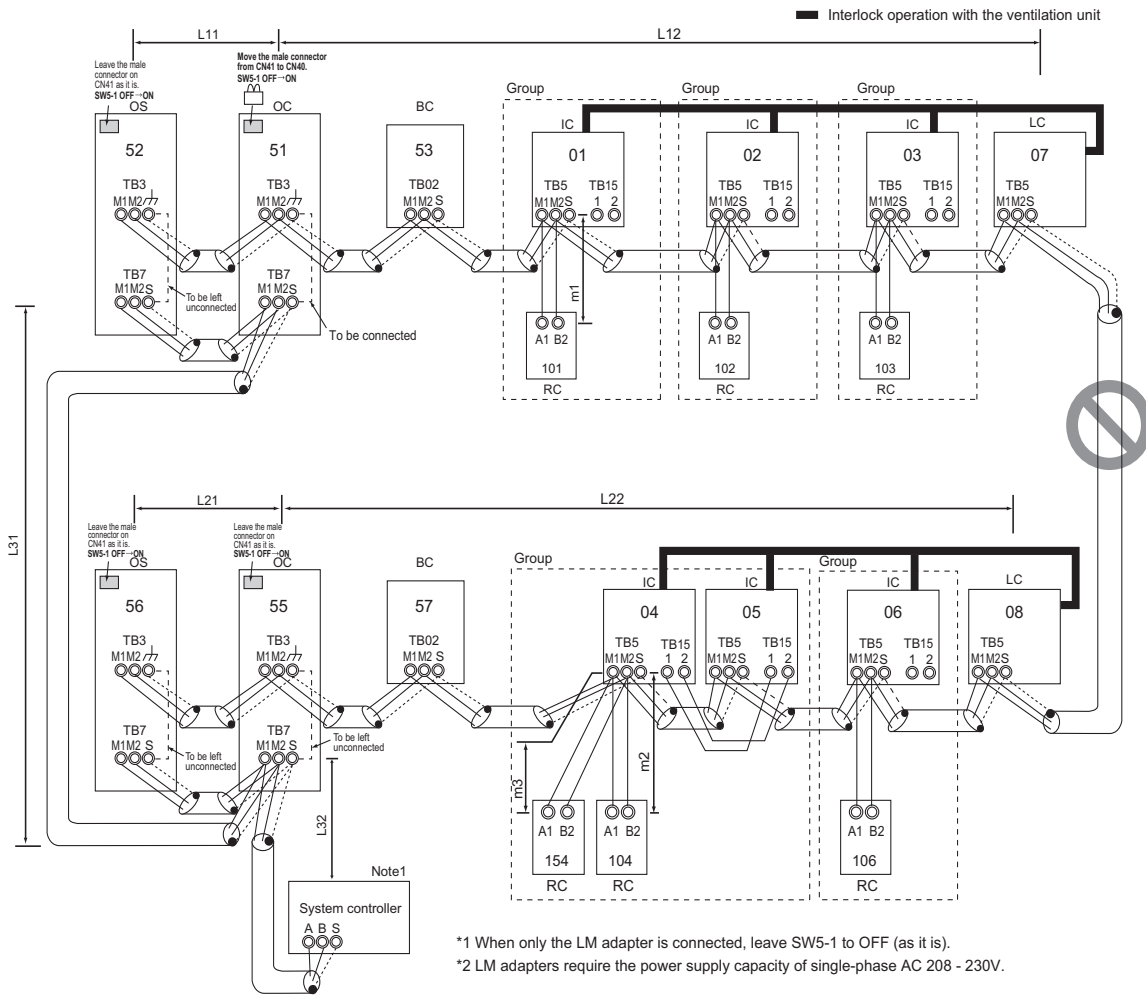 Interlock operation with the ventilation unit
L11
L12
Leave the male
connector on
CN41 as it is.
SW5-1 OFF→ON
Move the male connector
from CN41 to CN40.
SW5-1 OFF→ON
OS
OC
BC
Group
Group
Group
IC
IC
IC
LC
52
51
53
01
02
03
07
TB3
M1M2
TB3
M1M2
TB02
M1M2 S
TB5
M1M2S
TB15
1 2
TB5
M1M2S
TB15
1 2
TB5
M1M2S
TB15
1 2
TB5
M1M2S
TB7
M1M2S
To be left
unconnected
TB7
M1M2S
To be connected
m1
A1 B2
101
RC
A1 B2
102
RC
A1 B2
103
RC
L31
L21
L22
Leave the male
connector on
CN41 as it is.
SW5-1 OFF→ON
Leave the male
connector on
CN41 as it is.
SW5-1 OFF→ON
OS
OC
BC
Group
Group
IC
IC
IC
LC
56
55
57
04
05
06
08
TB3
M1M2
TB3
M1M2
TB02
M1M2 S
TB5
M1M2S
TB15
1 2
TB5
M1M2S
TB15
1 2
TB5
M1M2S
TB15
1 2
TB5
M1M2S
TB7
M1M2 S
To be left
unconnected
TB7
M1M2 S
To be left
unconnected
m3
m2
L32
A1 B2
154
RC
A1 B2
104
RC
A1 B2
106
RC
Note1
System controller
A B S
*1 When only the LM adapter is connected, leave SW5-1 to OFF (as it is).
*2 LM adapters require the power supply capacity of single-phase AC 208 - 230V.